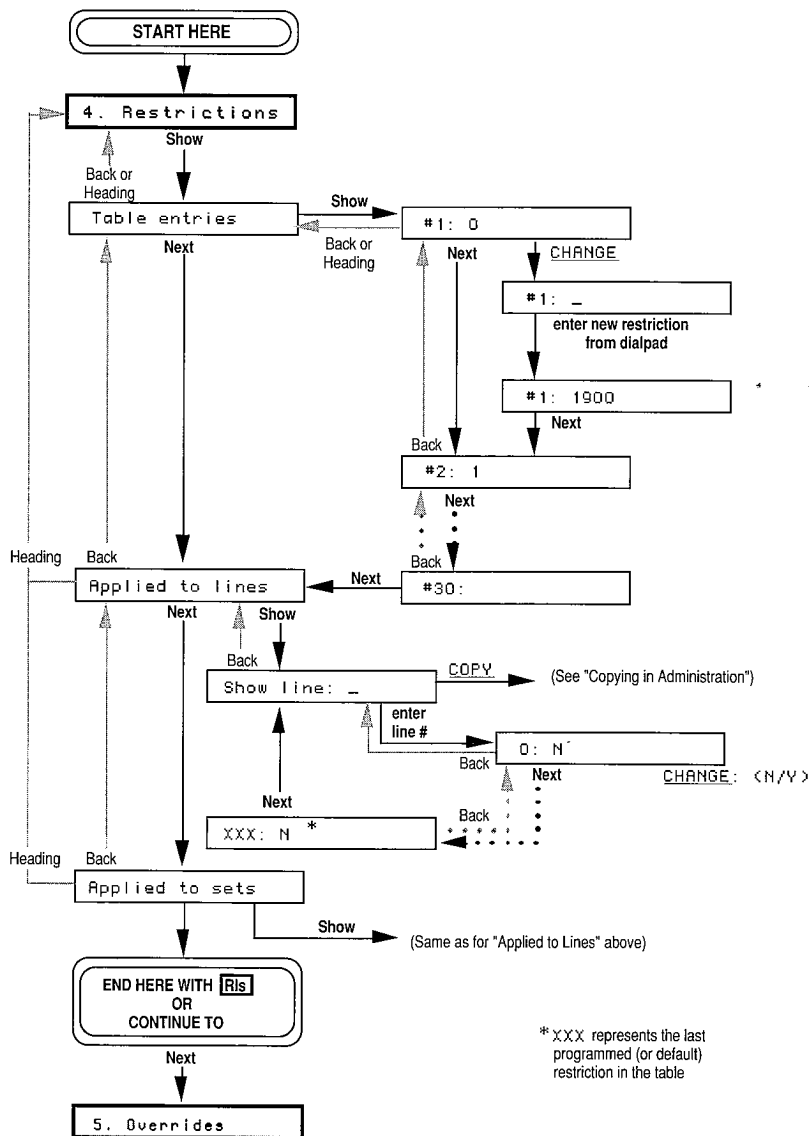 START HERE
4. Restrictions
Show
Back or
Heading
Table entries
Show
Back or
Heading
Next
#1: 0
Next
CHANGE
#1: _
enter new restriction
from dialpad
#1: 1900
Next
Back
#2: 1
Next
Back
#30:
Next
Heading
Back
Applied to lines
Next
Show
Back
Show line: _
COPY
(See "Copying in Administration")
enter
line #
Back
0: N
Next
CHANGE: (N/Y)
Next
Back
XXX: N *
Heading
Back
Applied to sets
Show
(Same as for "Applied to Lines" above)
END HERE WITH Rls
OR
CONTINUE TO
Next
* XXX represents the last
programmed (or default)
restriction in the table
5. Overrides